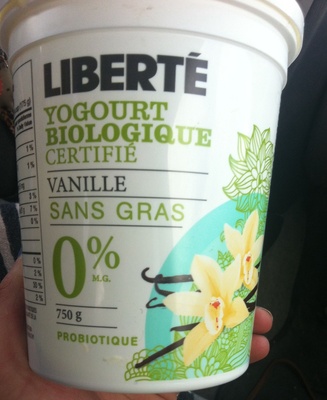 LIBERTÉ
YOGOURT
BIOLOGIQUE
CERTIFIÉ
VANILLE
SANS GRAS
0%
M.G.
750 g
PROBIOTIQUE